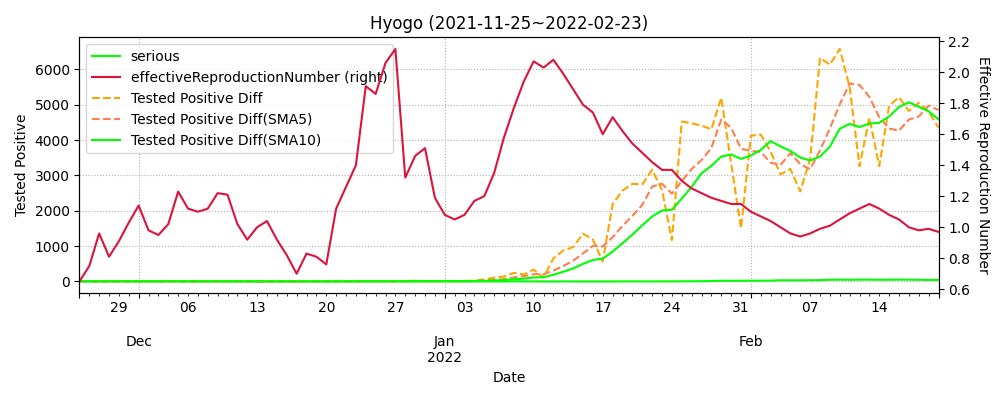 Hyogo (2021-11-25~2022-02-23)
serious
effectiveReproductionNumber (right)
Tested Positive Diff
Tested Positive Diff(SMA5)
Tested Positive Diff(SMA10)
Tested Positive
6000
5000
4000
3000
2000
1000
0
2.2
2.0
1.8
1.6
1.4
1.2
1.0
0.8
0.6
Effective Reproduction Number
29 06 13 20 27 03 10 17 24 31 07 14
Dec Jan Feb
2022
Date